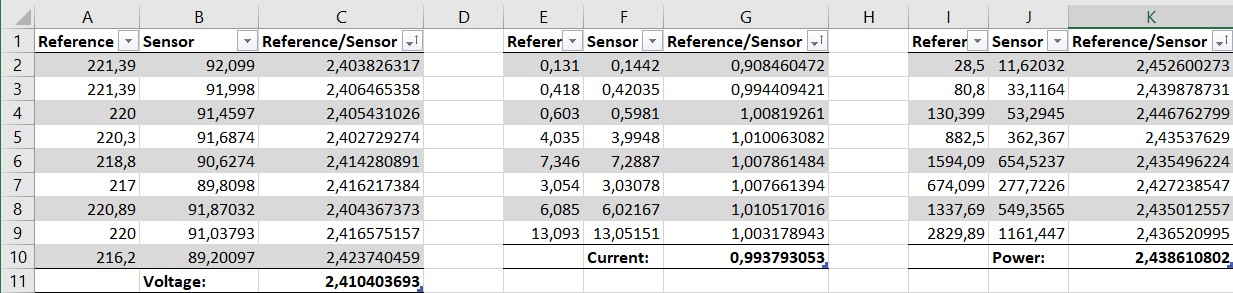 A B C D E F G H I J K
1 Reference Sensor Reference/Sensor Referer Sensor Reference/Sensor Referer Sensor Reference/Sensor
2 221,39 92,099 2,403826317 0,131 0,1442 0,908460472 28,5 11,62032 2,452600273
3 221,39 91,998 2,406465358 0,418 0,42035 0,994409421 80,8 33,1164 2,439878731
4 220 91,4597 2,405431026 0,603 0,5981 1,00819261 130,399 53,2945 2,446762799
5 220,3 91,6874 2,402729274 4,035 3,9948 1,010063082 882,5 362,367 2,43537629
6 218,8 90,6274 2,414280891 7,346 7,2887 1,007861484 1594,09 654,5237 2,435496224
7 217 89,8098 2,416217384 3,054 3,03078 1,007661394 674,099 277,7226 2,427238547
8 220,89 91,87032 2,404367373 6,085 6,02167 1,010517016 1337,69 549,3565 2,435012557
9 220 91,03793 2,416575157 13,093 13,05151 1,003178943 2829,89 1161,447 2,436520995
10 216,2 89,20097 2,423740459 Current: 0,993793053 Power: 2,438610802
11 Voltage: 2,410403693